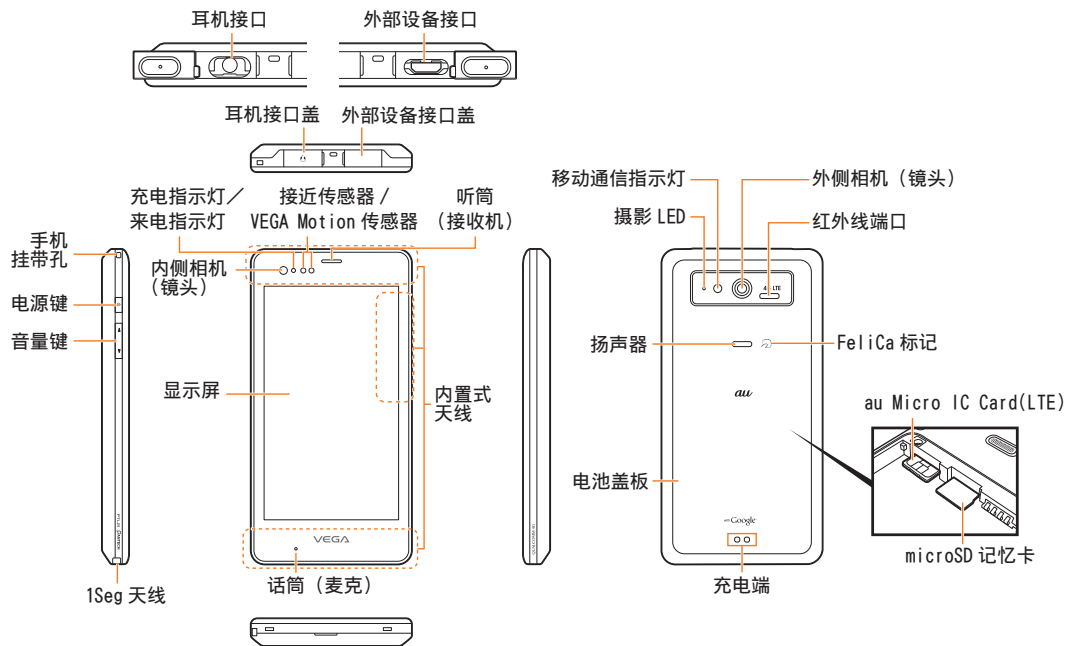 耳机接口
外部设备接口
耳机接口盖
外部设备接口盖
充电指示灯／
来电指示灯
接近传感器 /
VEGA Motion 传感器
听筒
（接收机）
手机
挂带孔
内侧相机
（镜头）
电源键
音量键
显示屏
内置式
天线
VEGA
话筒（麦克）
1Seg 天线
移动通信指示灯
外侧相机（镜头）
摄影 LED
红外线端口
4G LTE
扬声器
FeliCa 标记
au
au Micro IC Card(LTE)
电池盖板
with Google
microSD 记忆卡
充电端